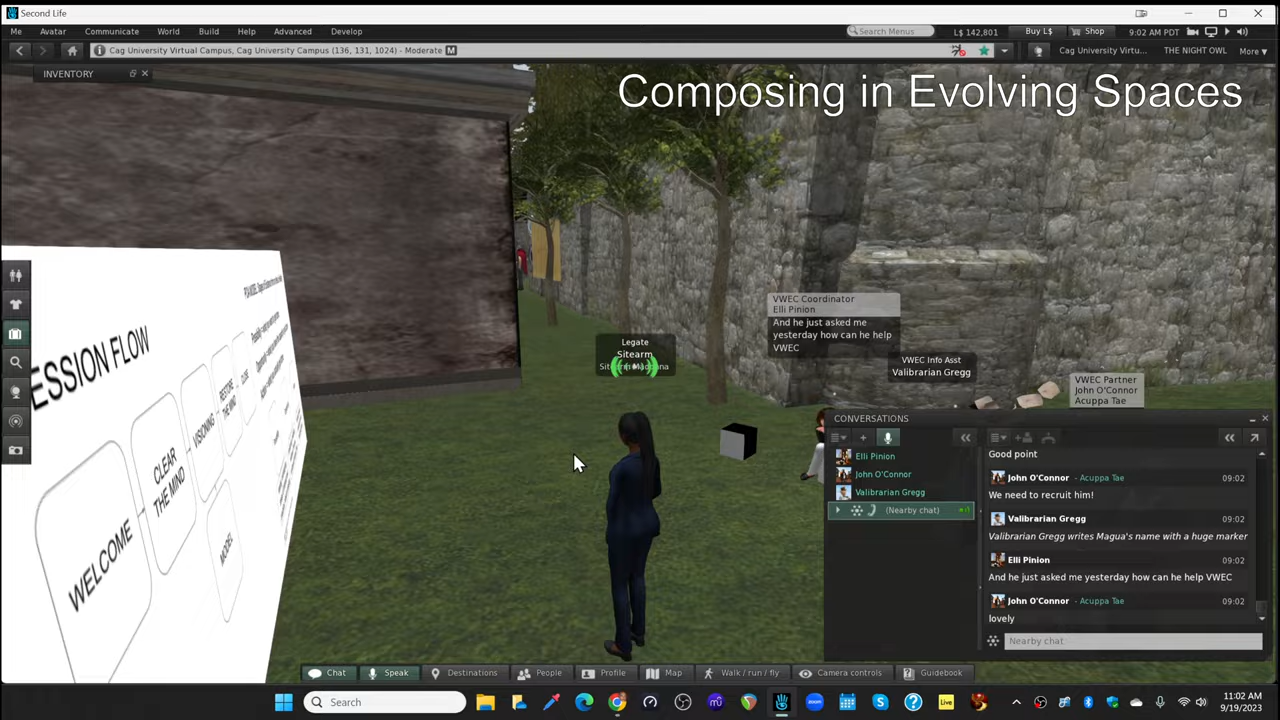 Second Life
Me Avatar Communicate World Build Help Advanced Develop
Search Menus
L$ 142,801
Buy L$
Shop
9:02 AM PDT
Cag University Virtual Campus, Cag University Campus (136, 131, 1024) - Moderate M
Cag University Virtu...
THE NIGHT OWL
More
INVENTORY
Composing in Evolving Spaces
ESSION FLOW
WELCOME
CLEAR
THE MIND
VISIONING
MODEL
RESTORE
THE MIND
CLOSE
Legate
Sitearm
VWEC Coordinator
Elli Pinion
And he just asked me
yesterday how can he help
VWEC
VWEC Info Asst
Valibrarian Gregg
VWEC Partner
John O'Connor
Acuppa Tae
CONVERSATIONS
Elli Pinion
John O'Connor
Valibrarian Gregg
(Nearby chat)
Good point
John O'Connor - Acuppa Tae 09:02
We need to recruit him!
Valibrarian Gregg 09:02
Valibrarian Gregg writes Magua's name with a huge marker
Elli Pinion 09:02
And he just asked me yesterday how can he help VWEC
John O'Connor - Acuppa Tae 09:02
lovely
Nearby chat
Chat Speak Destinations People Profile Map Walk / run / fly Camera controls Guidebook
Search
Live
11:02 AM
9/19/2023